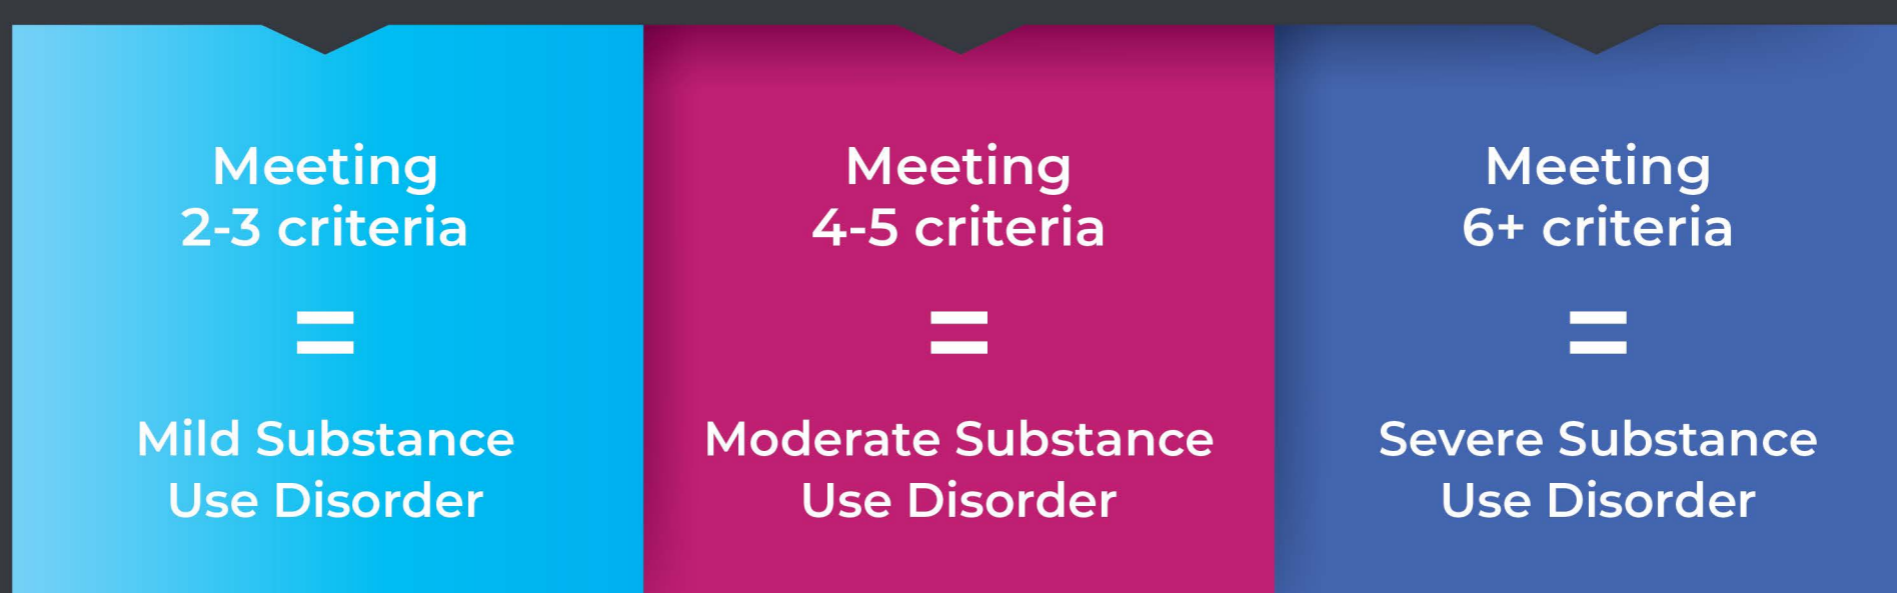 Meeting
2-3 criteria
=
Mild Substance
Use Disorder
Meeting
4-5 criteria
=
Moderate Substance
Use Disorder
Meeting
6+ criteria
=
Severe Substance
Use Disorder